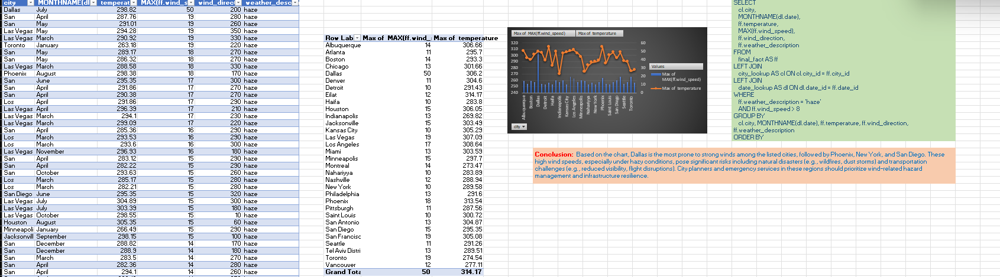 city MONTHNAME(dl temperat MAX(ff.wind_s wind_direc weather_desc
Dallas July 298.82 50 200 haze
San April 287.76 19 280 haze
San May 291.01 19 260 haze
Las Vegas May 294.28 19 350 haze
Las Vegas March 290.92 19 330 haze
Toronto January 263.18 19 220 haze
San May 289.17 18 270 haze
San May 286.32 18 270 haze
Las Vegas March 288.58 18 330 haze
Phoenix August 298.38 18 170 haze
San June 295.35 17 300 haze
San April 291.86 17 270 haze
San April 290.38 17 270 haze
Los April 291.86 17 290 haze
Las Vegas April 296.39 17 210 haze
Las Vegas March 294.1 17 230 haze
Las Vegas March 299.09 17 220 haze
San April 285.36 16 290 haze
Los March 293.53 16 290 haze
Los March 293.6 16 300 haze
Las Vegas November 296.93 16 180 haze
San April 283.12 15 290 haze
San April 282.22 15 290 haze
San October 293.63 15 260 haze
Los March 285.17 15 280 haze
Los March 282.21 15 280 haze
San Diego June 295.35 15 320 haze
Las Vegas July 304.89 15 300 haze
Las Vegas July 303.39 15 180 haze
Las Vegas October 298.55 15 10 haze
Houston August 305.35 15 60 haze
Minneapoli January 266.49 15 290 haze
Jacksonvill September 298.15 15 100 haze
San December 288.82 14 170 haze
San December 288.9 14 180 haze
San March 283.5 14 270 haze
San April 282.36 14 280 haze
San April 294.1 14 260 haze
Row Lab Max of MAX(ff.wind_ Max of temperature
Albuquerque 14 306.66
Atlanta 11 295.7
Boston 14 293.3
Chicago 13 301.66
Dallas 50 306.2
Denver 11 304.6
Detroit 10 291.43
Eilat 12 314.17
Haifa 10 283.8
Houston 15 306.05
Indianapolis 13 269.82
Jacksonville 15 303.49
Kansas City 10 305.29
Las Vegas 19 307.09
Los Angeles 17 308.64
Miami 13 303.59
Minneapolis 15 297.7
Montreal 14 273.47
Nahariyya 10 283.89
Nashville 12 288.94
New York 10 289.58
Philadelphia 13 291.6
Phoenix 18 313.54
Pittsburgh 11 287.56
Saint Louis 10 300.72
San Antonio 13 304.87
San Diego 15 295.35
San Francisc 19 305.08
Seattle 11 291.26
Tel Aviv Distri 13 289.51
Toronto 19 274.54
Vancouver 12 277.11
Grand Tota 50 314.17
Max of MAX(ff.wind_speed) Max of temperature
320
310
300
290
280
270
260
250
240
60
50
40
30
20
10
0
Albuquerque
Boston
Dallas
Detroit
Haifa
Indianapolis
Kansas City
Los Angeles
Minneapolis
Nahariyya
New York
Phoenix
Saint Louis
San Diego
Seattle
Toronto
Values
Max of
MAX(ff.wind_speed)
Max of temperature
city
SELECT
cl.city,
MONTHNAME(dl.date),
ff.temperature,
MAX(ff.wind_speed),
ff.wind_direction,
ff.weather_description
FROM
final_fact AS ff
LEFT JOIN
city_lookup AS cl ON cl.city_id = ff.city_id
LEFT JOIN
date_lookup AS dl ON dl.date_id = ff.date_id
WHERE
ff.weather_description = 'haze'
AND ff.wind_speed > 8
GROUP BY
cl.city, MONTHNAME(dl.date), ff.temperature, ff.wind_direction,
ff.weather_description
ORDER BY
Conclusion: Based on the chart, Dallas is the most prone to strong winds among the listed cities, followed by Phoenix, New York, and San Diego. These
high wind speeds, especially under hazy conditions, pose significant risks including natural disasters (e.g., wildfires, dust storms) and transportation
challenges (e.g., reduced visibility, flight disruptions). City planners and emergency services in these regions should prioritize wind-related hazard
management and infrastructure resilience.